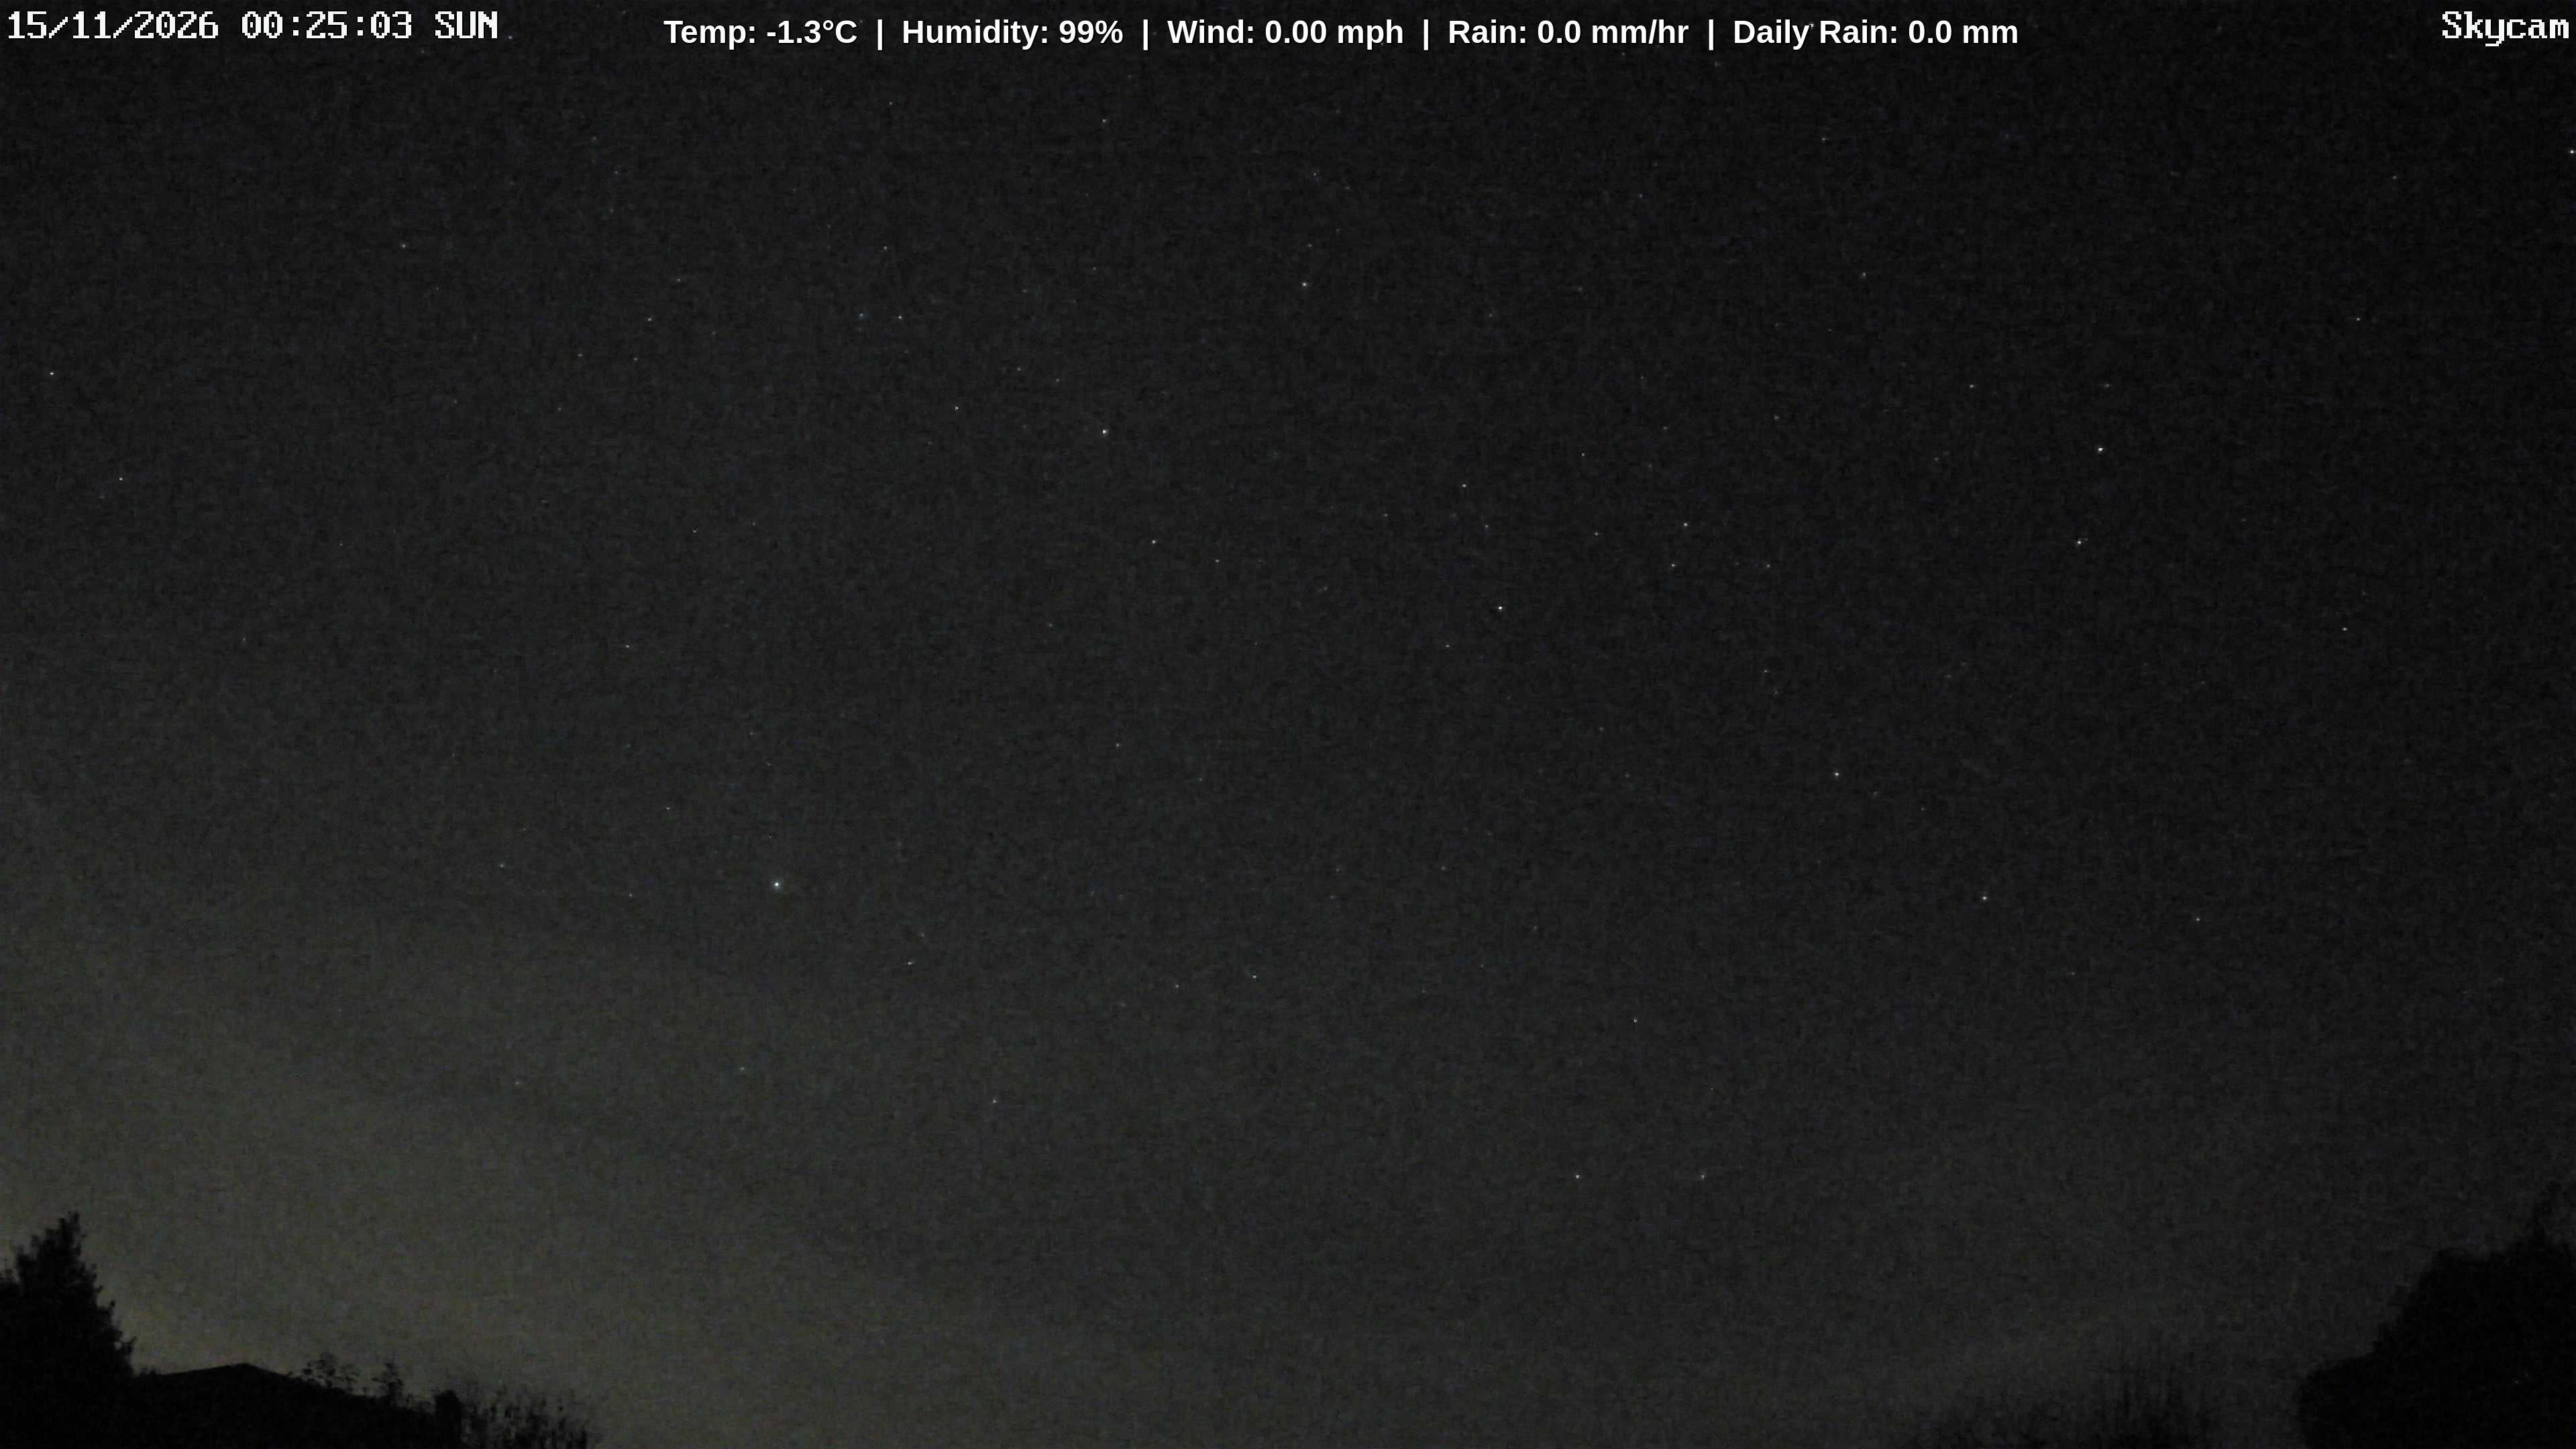 15/11/2026 00:25:03 SUN
Temp: -1.3°C | Humidity: 99% | Wind: 0.00 mph | Rain: 0.0 mm/hr | Daily Rain: 0.0 mm
Skycam